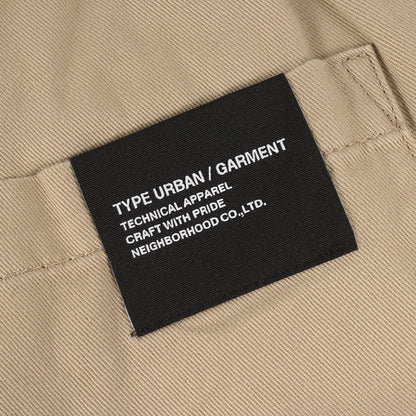 TYPE URBAN / GARMENT
TECHNICAL APPAREL
CRAFT WITH PRIDE
NEIGHBORHOOD CO.,LTD.